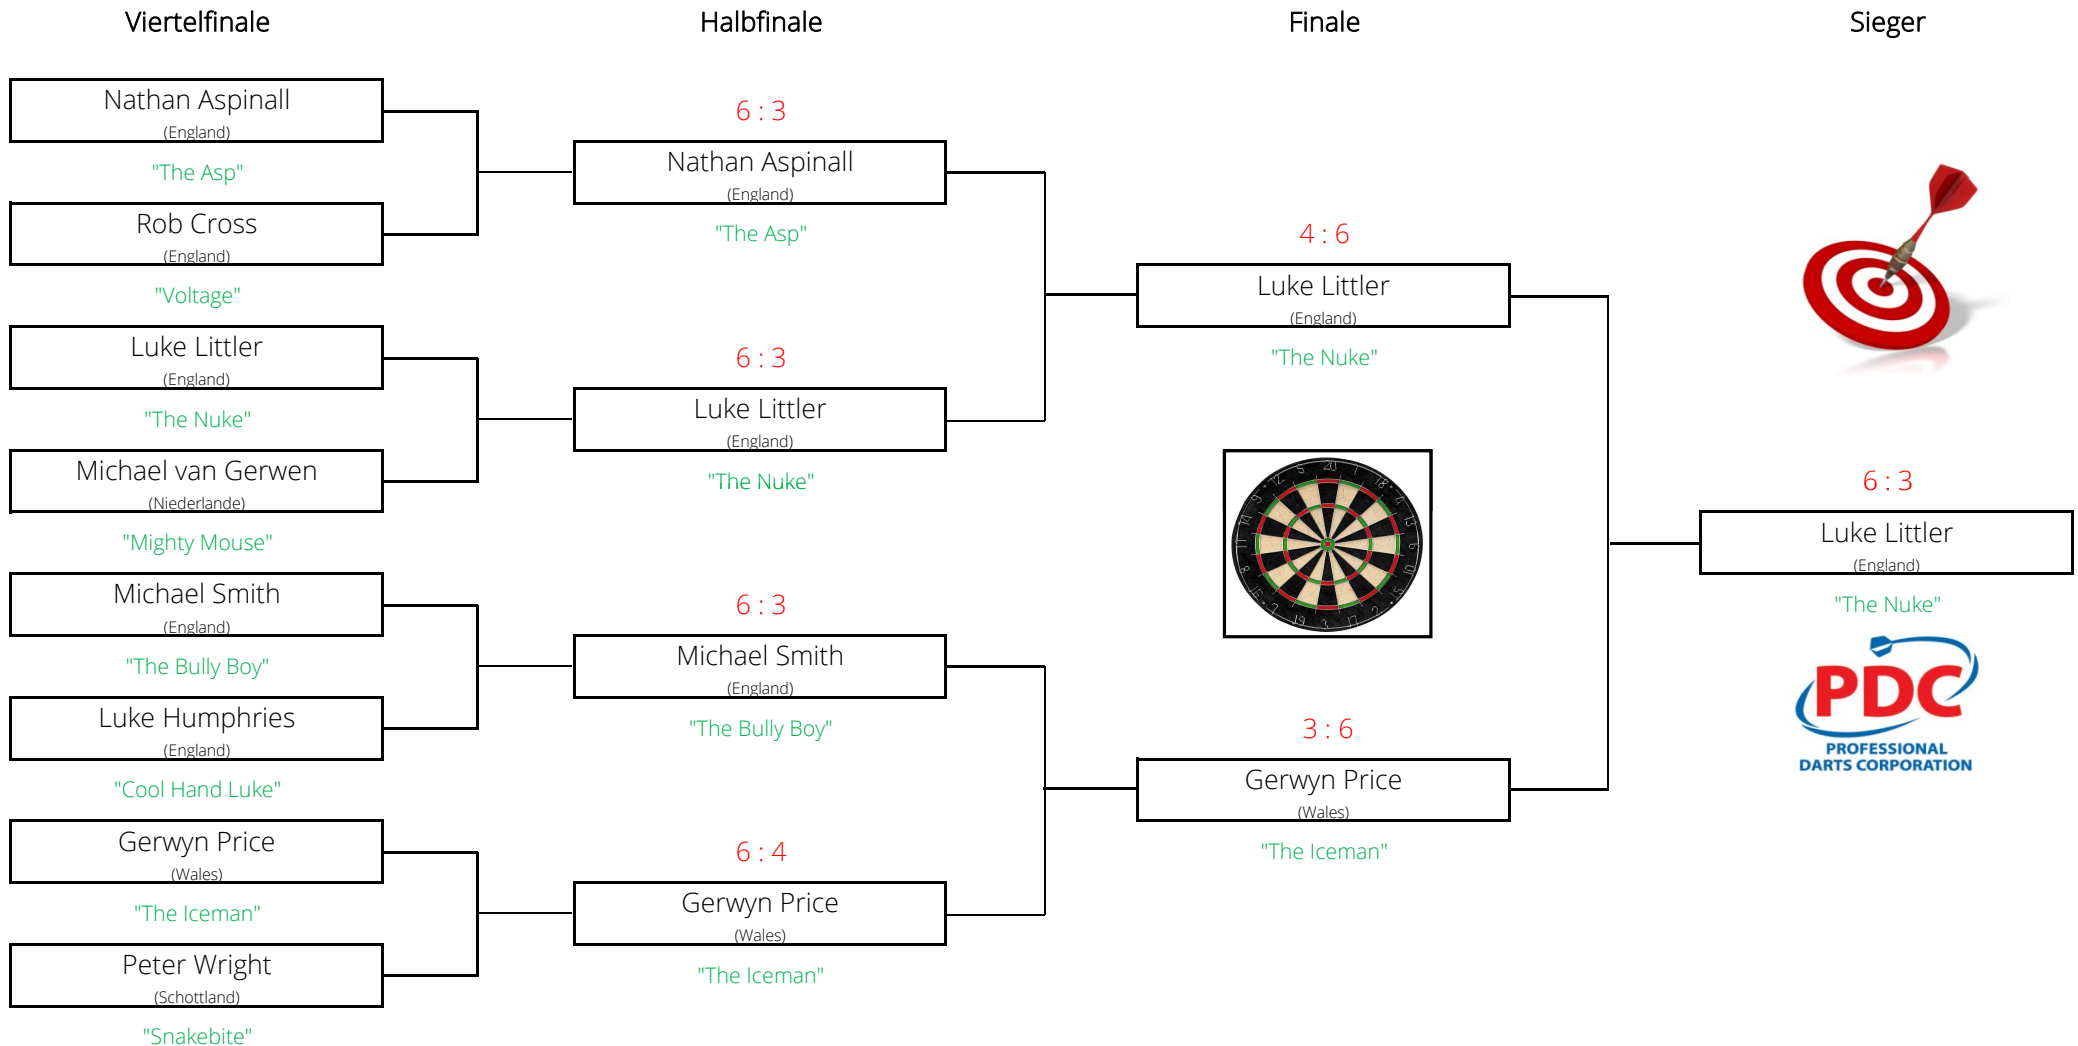 Viertelfinale
Halbfinale
Finale
Sieger
Nathan Aspinall
(England)
"The Asp"
Rob Cross
(England)
"Voltage"
Luke Littler
(England)
"The Nuke"
Michael van Gerwen
(Niederlande)
"Mighty Mouse"
Michael Smith
(England)
"The Bully Boy"
Luke Humphries
(England)
"Cool Hand Luke"
Gerwyn Price
(Wales)
"The Iceman"
Peter Wright
(Schottland)
"Snakebite"
6 : 3
Nathan Aspinall
(England)
"The Asp"
6 : 3
Luke Littler
(England)
"The Nuke"
6 : 3
Michael Smith
(England)
"The Bully Boy"
6 : 4
Gerwyn Price
(Wales)
"The Iceman"
4 : 6
Luke Littler
(England)
"The Nuke"
3 : 6
Gerwyn Price
(Wales)
"The Iceman"
6 : 3
Luke Littler
(England)
"The Nuke"
PDC
PROFESSIONAL
DARTS CORPORATION